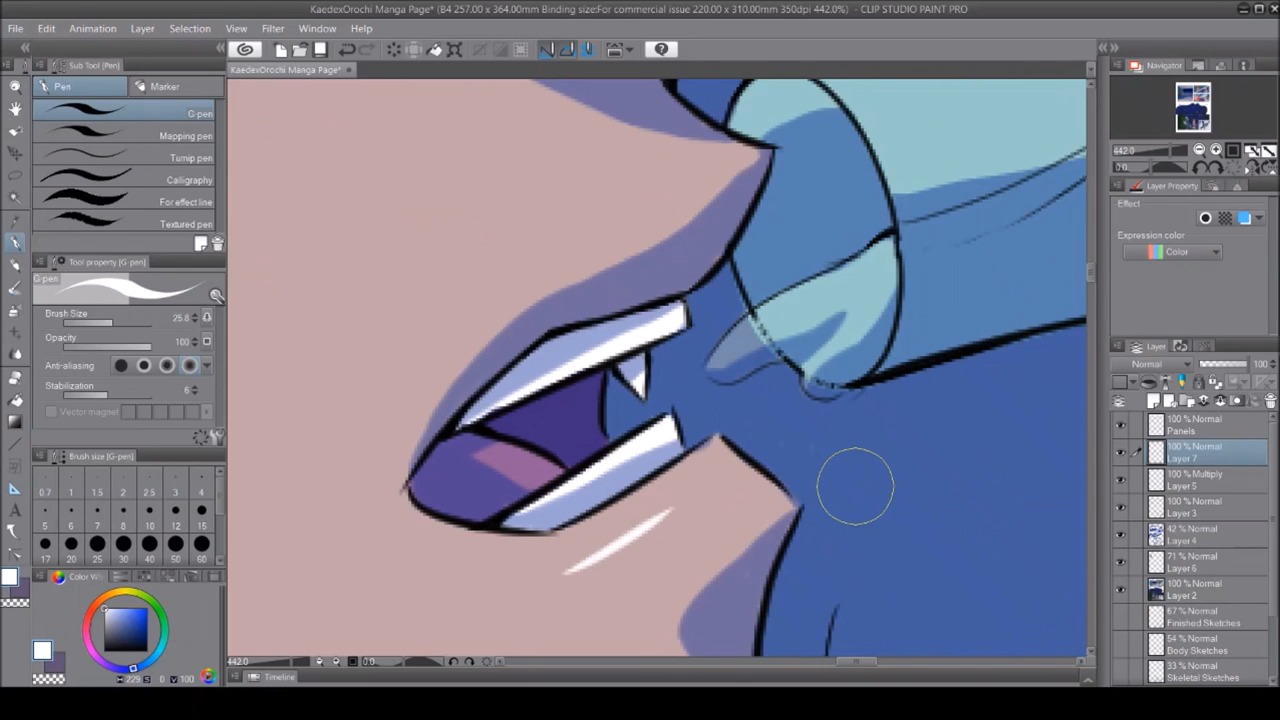 KaedexOrochi Manga Page* (B4 257.00 x 364.00mm Binding size:For commercial issue 220.00 x 310.00mm 350dpi 442.0%) - CLIP STUDIO PAINT PRO
File Edit Animation Layer Selection View Filter Window Help
Sub Tool [Pen]
KaedexOrochi Manga Page*
Navigator
Pen Marker
G-pen
Mapping pen
Turnip pen
Calligraphy
For effect line
Textured pen
442.0
0.0
Layer Property
Effect
Expression color
Color
Tool property [G-pen]
G-pen
Brush Size 25.8
Opacity 100
Anti-aliasing
Stabilization 6
Vector magnet
Layer
Normal 100
100 % Normal
Panels
100 % Normal
Layer 7
100 % Multiply
Layer 5
100 % Normal
Layer 3
42 % Normal
Layer 4
71 % Normal
Layer 6
100 % Normal
Layer 2
67 % Normal
Finished Sketches
54 % Normal
Body Sketches
33 % Normal
Skeletal Sketches
Brush size [G-pen]
0.7 1 1.5 2 2.5 3 4
5 6 7 8 10 12 15
17 20 25 30 40 50 60
Color W
229 S 0 V 100
442.0 0.0
Timeline